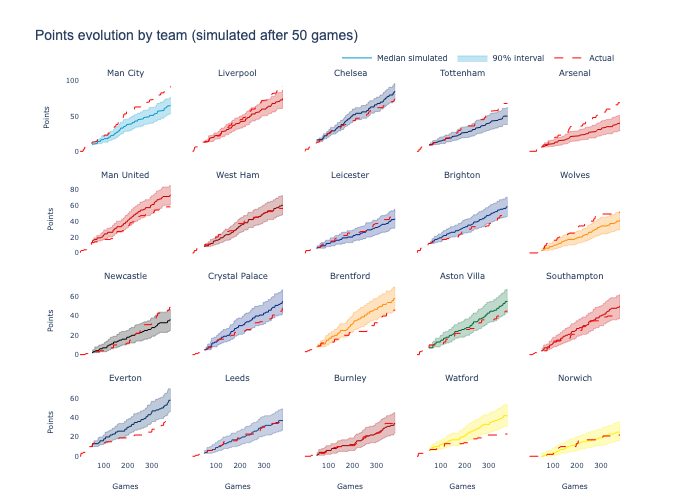 Points evolution by team (simulated after 50 games)
Median simulated 90% interval Actual
Man City Liverpool Chelsea Tottenham Arsenal
100
50
0
Points
Man United West Ham Leicester Brighton Wolves
80
60
40
20
0
Points
Newcastle Crystal Palace Brentford Aston Villa Southampton
60
40
20
0
Points
Everton Leeds Burnley Watford Norwich
60
40
20
0
Points
100 200 300 100 200 300 100 200 300 100 200 300 100 200 300
Games Games Games Games Games